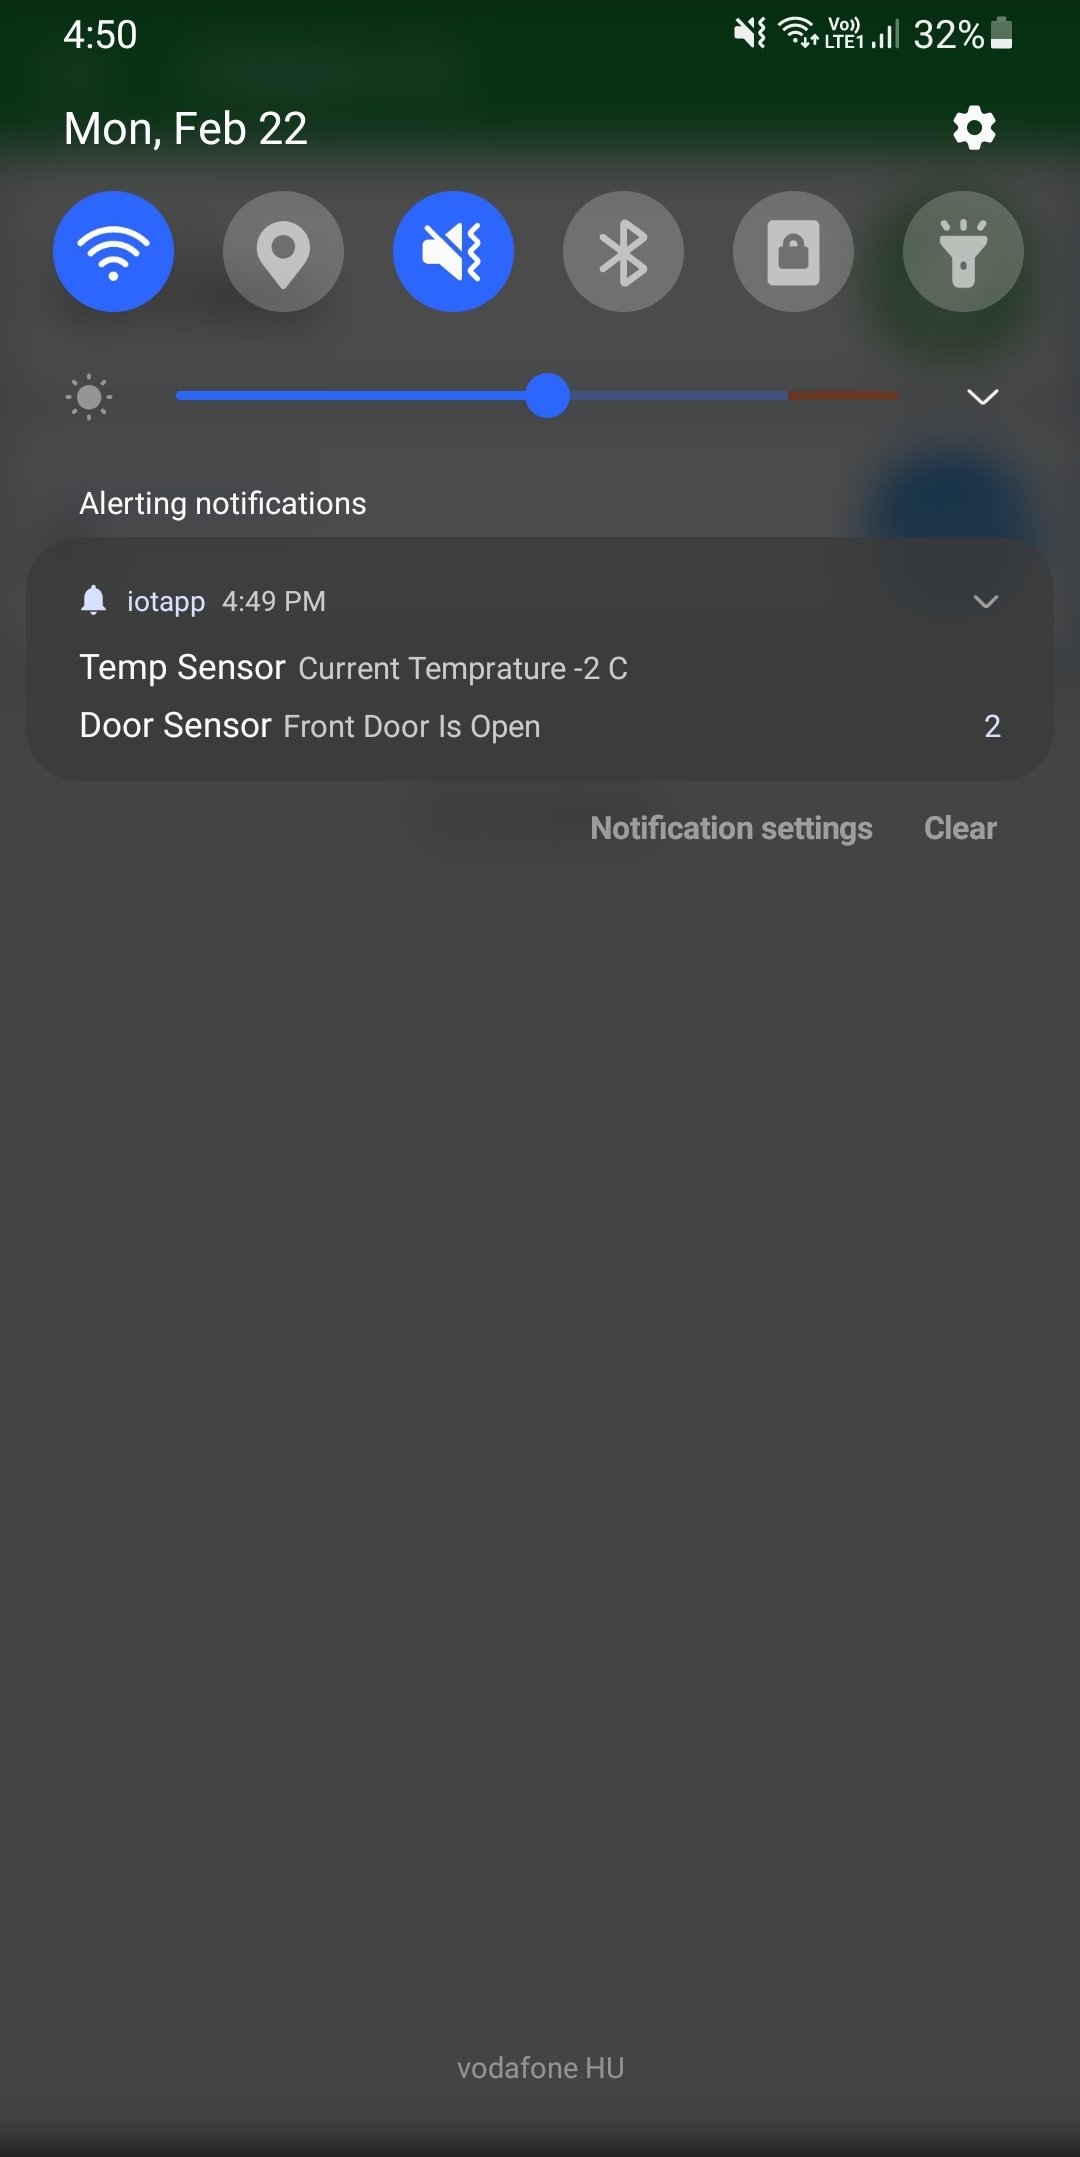 4:50 Vo)) LTE1 32%
Mon, Feb 22
Alerting notifications
iotapp 4:49 PM
Temp Sensor Current Temprature -2 C
Door Sensor Front Door Is Open 2
Notification settings Clear
vodafone HU